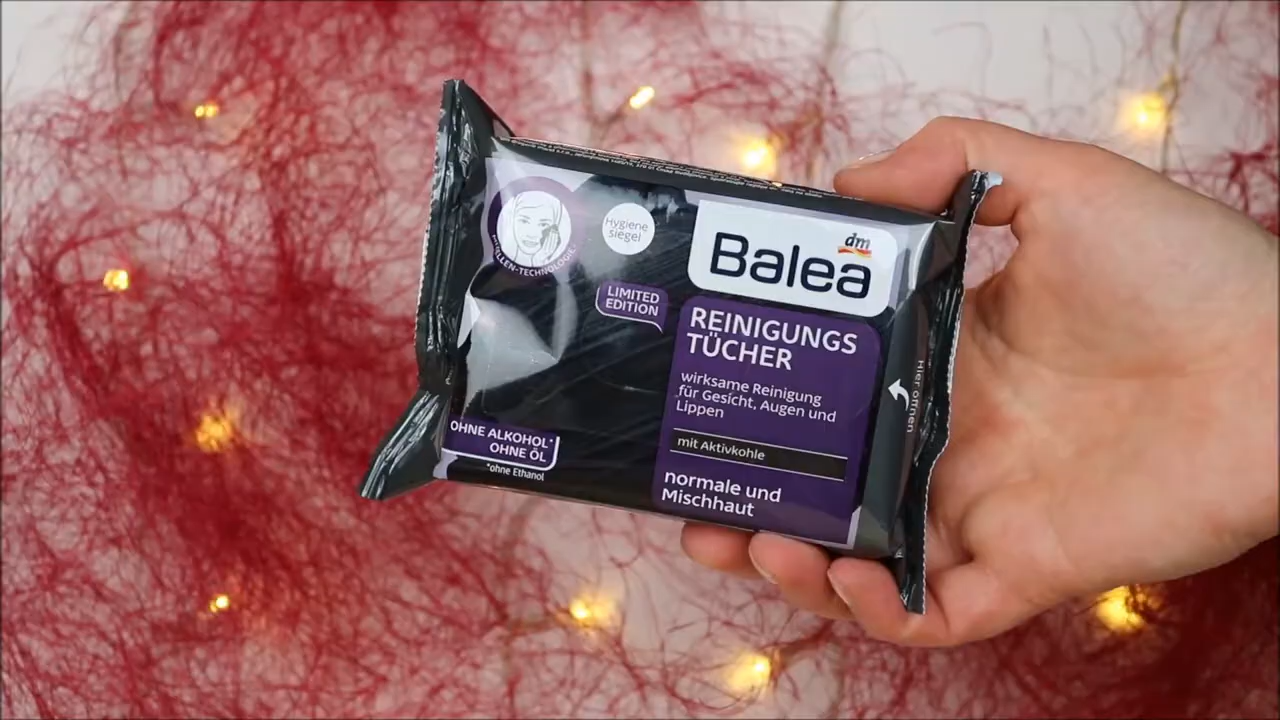 Hygiene
siegel
dm
Balea
LIMITED
EDITION
REINIGUNGS
TÜCHER
wirksame Reinigung
für Gesicht, Augen und
Lippen
mit Aktivkohle
normale und
Mischhaut
OHNE ALKOHOL*
OHNE ÖL
*ohne Ethanol
Hier öffnen